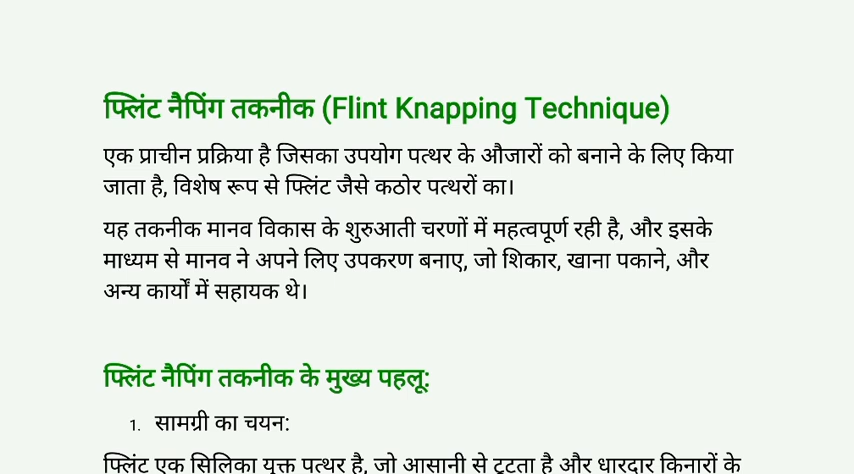 फ्लिंट नैपिंग तकनीक (Flint Knapping Technique)
एक प्राचीन प्रक्रिया है जिसका उपयोग पत्थर के औजारों को बनाने के लिए किया
जाता है, विशेष रूप से फ्लिंट जैसे कठोर पत्थरों का।
यह तकनीक मानव विकास के शुरुआती चरणों में महत्वपूर्ण रही है, और इसके
माध्यम से मानव ने अपने लिए उपकरण बनाए, जो शिकार, खाना पकाने, और
अन्य कार्यों में सहायक थे।
फ्लिंट नैपिंग तकनीक के मुख्य पहलू:
1. सामग्री का चयन:
फ्लिंट एक सिलिका युक्त पत्थर है, जो आसानी से टूटता है और धारदार किनारों के